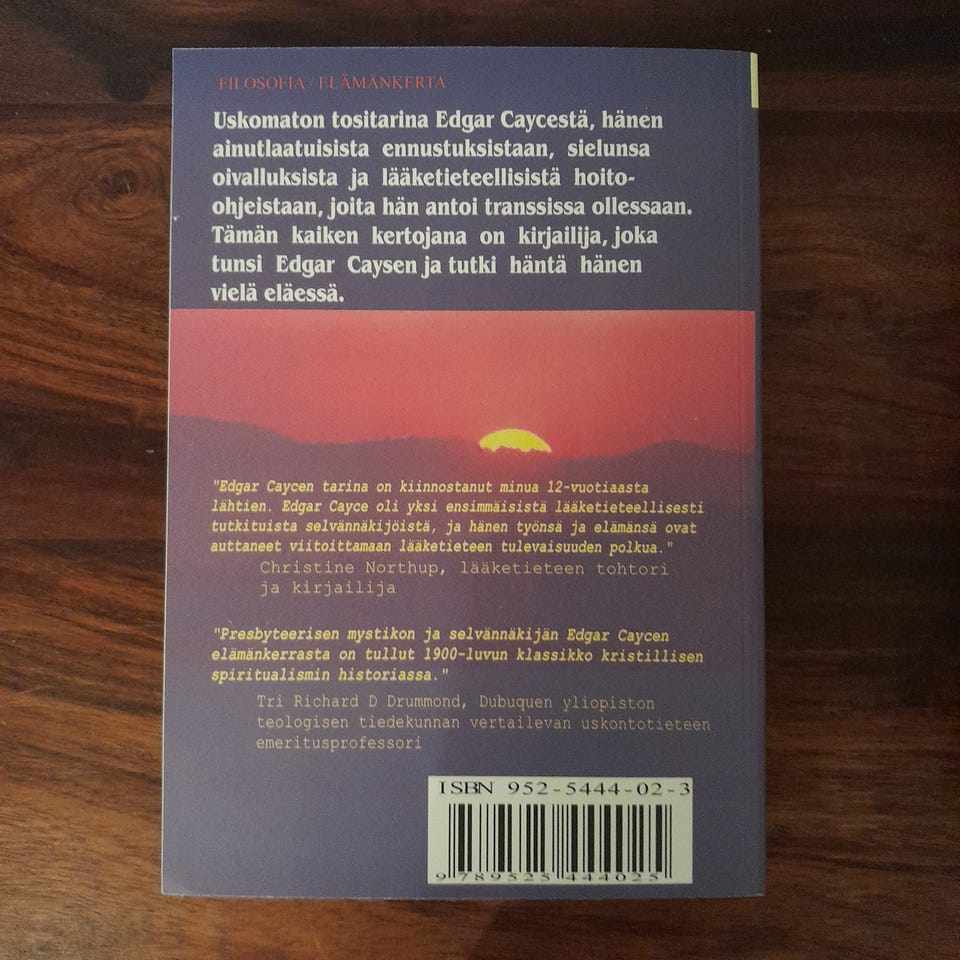 FILOSOFIA / ELÄMÄNKERTA
Uskomaton tositarina Edgar Caycestä, hänen
ainutlaatuisista ennustuksistaan, sielunsa
oivalluksista ja lääketieteellisistä hoito-
ohjeistaan, joita hän antoi transsissa ollessaan.
Tämän kaiken kertojana on kirjailija, joka
tunsi Edgar Caysen ja tutki häntä hänen
vielä eläessä.
"Edgar Caycen tarina on kiinnostanut minua 12-vuotiaasta
lähtien. Edgar Cayce oli yksi ensimmäisistä lääketieteellisesti
tutkituista selvännäkijöistä, ja hänen työnsä ja elämänsä ovat
auttaneet viitoittamaan lääketieteen tulevaisuuden polkua."
Christine Northup, lääketieteen tohtori
ja kirjailija
"Presbyteerisen mystikon ja selvännäkijän Edgar Caycen
elämänkerrasta on tullut 1900-luvun klassikko kristillisen
spiritualismin historiassa."
Tri Richard D Drummond, Dubuquen yliopiston
teologisen tiedekunnan vertailevan uskontotieteen
emeritusprofessori
ISBN 952-5444-02-3
9 789525 444025